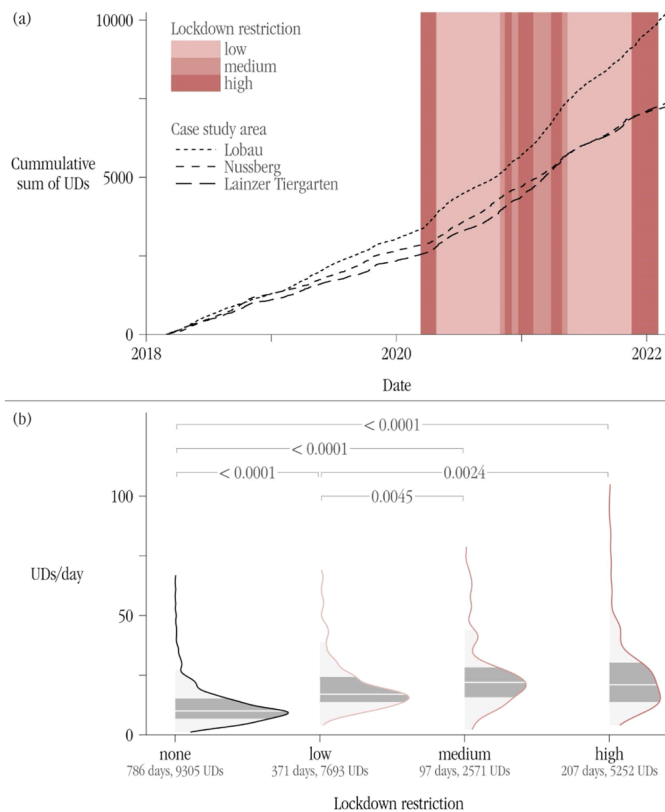 (a)
10000
5000
0
Cummulative
sum of UDs
Lockdown restriction
low
medium
high
Case study area
Lobau
Nussberg
Lainzer Tiergarten
2018
2020
2022
Date
(b)
< 0.0001
< 0.0001
< 0.0001
0.0024
0.0045
100
50
0
UDs/day
none
low
medium
high
786 days, 9305 UDs
371 days, 7693 UDs
97 days, 2571 UDs
207 days, 5252 UDs
Lockdown restriction